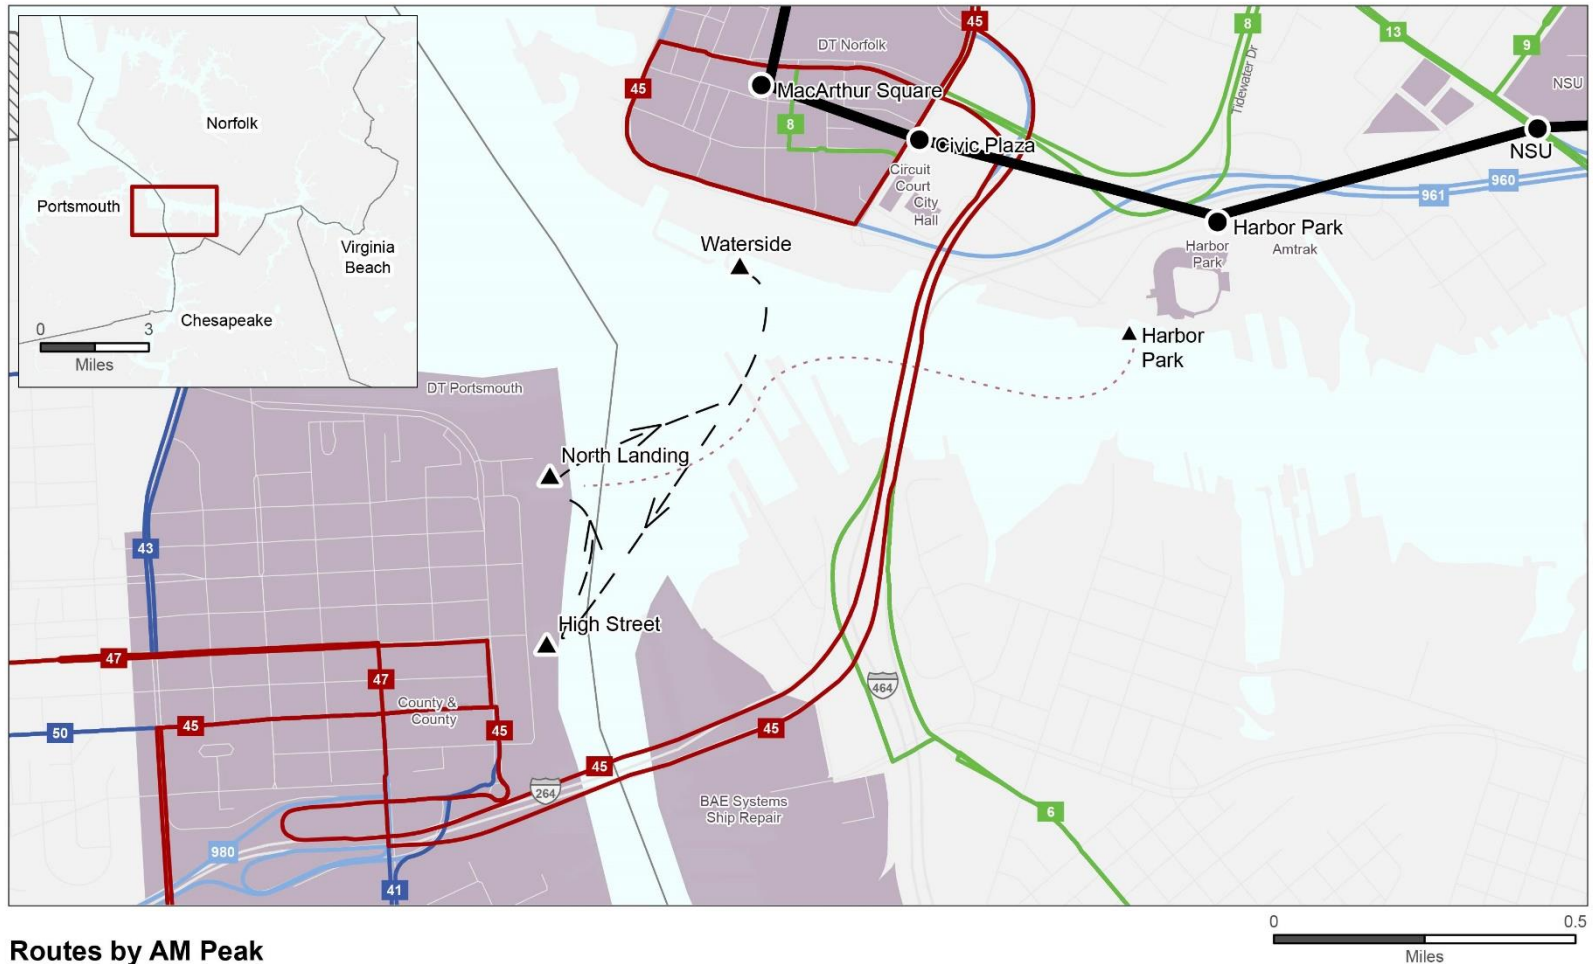 45
DT Norfolk
8
13
9
Norfolk
45
MacArthur Square
Tidewater Dr
NSU
8
Civic Plaza
NSU
Portsmouth
Circuit
Court
City
Hall
960
961
Virginia
Beach
Waterside
Harbor Park
Harbor
Park
Amtrak
Chesapeake
0
3
Miles
Harbor
Park
DT Portsmouth
North Landing
43
High Street
47
47
County &
County
464
50
45
45
45
45
264
BAE Systems
Ship Repair
6
980
41
Routes by AM Peak
0
0.5
Miles